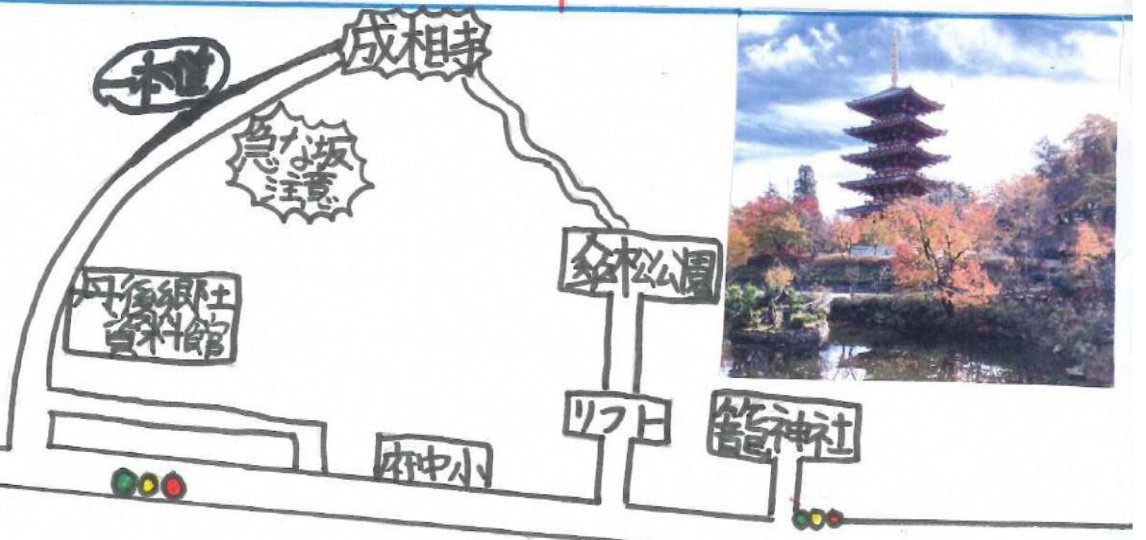 成相寺
一本道
急な坂
注意
傘松公園
丹後郷土
資料館
リフト
籠神社
府中小